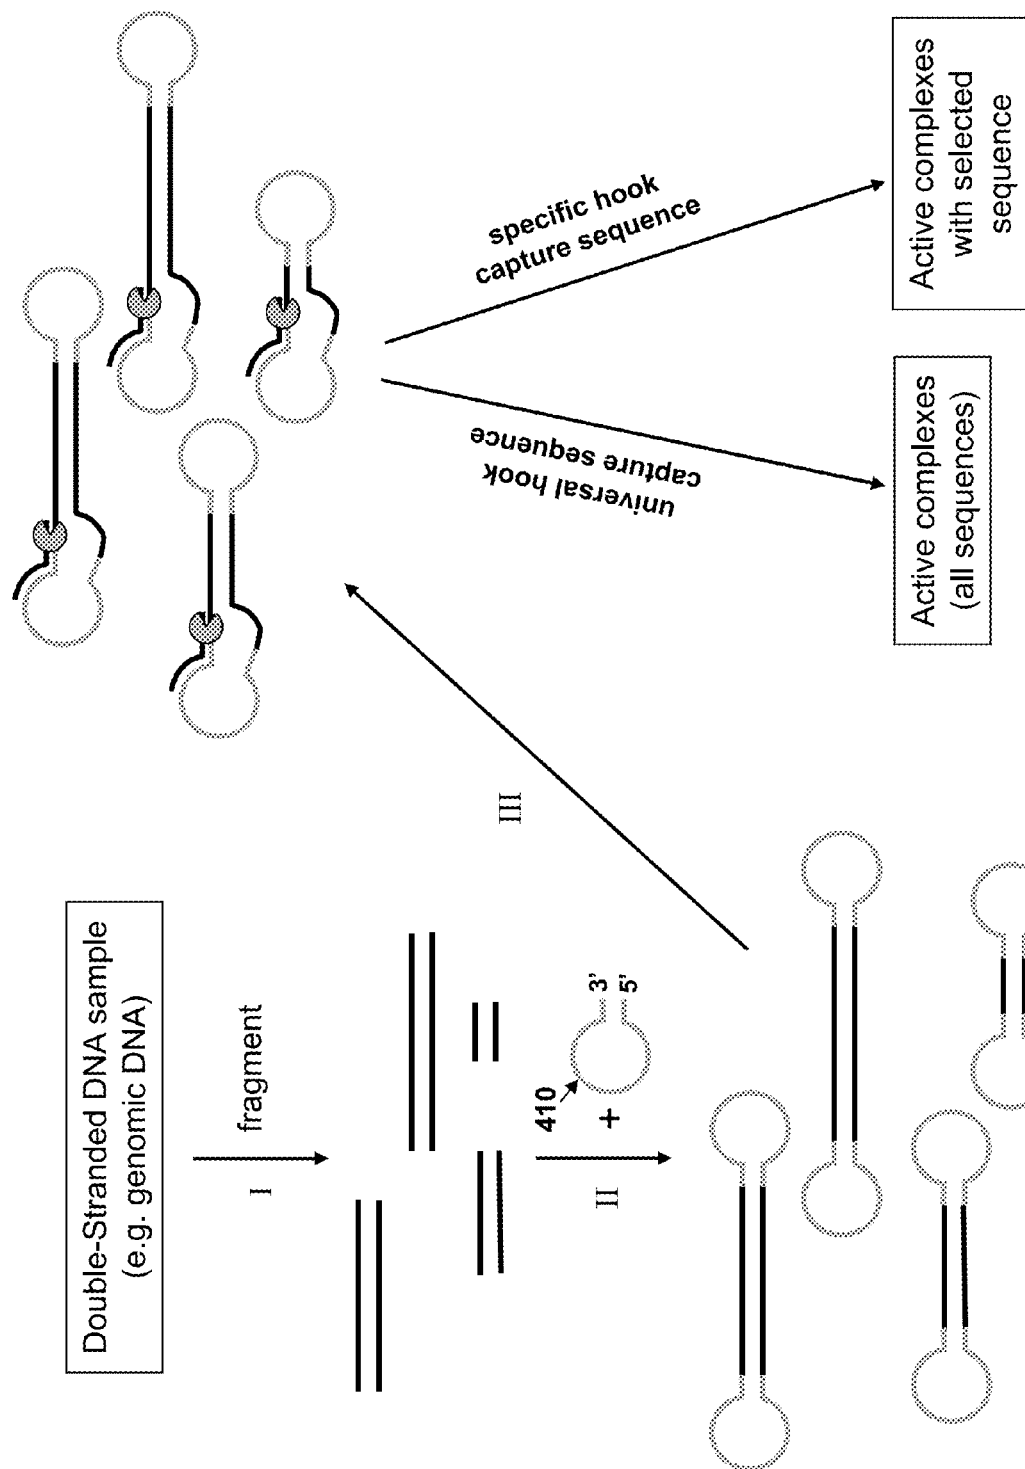 Double-Stranded DNA sample
(e.g. genomic DNA)
I
fragment
410
3'
5'
+
II
III
universal hook
capture sequence
specific hook
capture sequence
Active complexes
(all sequences)
Active complexes
with selected
sequence